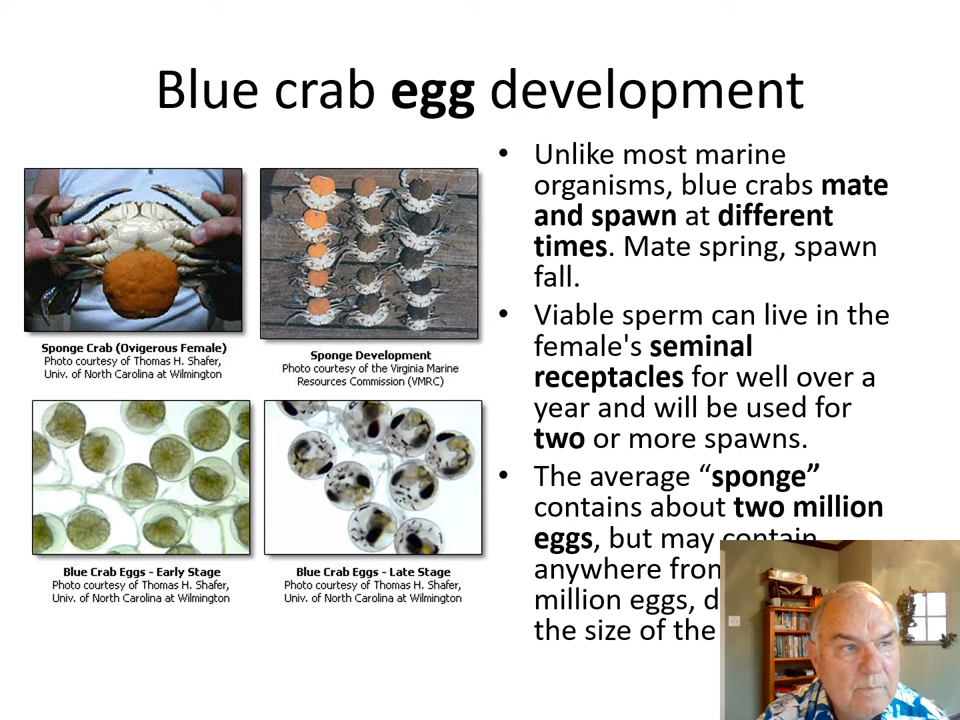 Blue crab egg development
Sponge Crab (Ovigerous Female)
Photo courtesy of Thomas H. Shafer,
Univ. of North Carolina at Wilmington
Sponge Development
Photo courtesy of the Virginia Marine
Resources Commission (VMRC)
Blue Crab Eggs - Early Stage
Photo courtesy of Thomas H. Shafer,
Univ. of North Carolina at Wilmington
Blue Crab Eggs - Late Stage
Photo courtesy of Thomas H. Shafer,
Univ. of North Carolina at Wilmington
• Unlike most marine
organisms, blue crabs mate
and spawn at different
times. Mate spring, spawn
fall.
• Viable sperm can live in the
female's seminal
receptacles for well over a
year and will be used for
two or more spawns.
• The average “sponge”
contains about two million
eggs, but may contain
anywhere from
million eggs,
the size of the